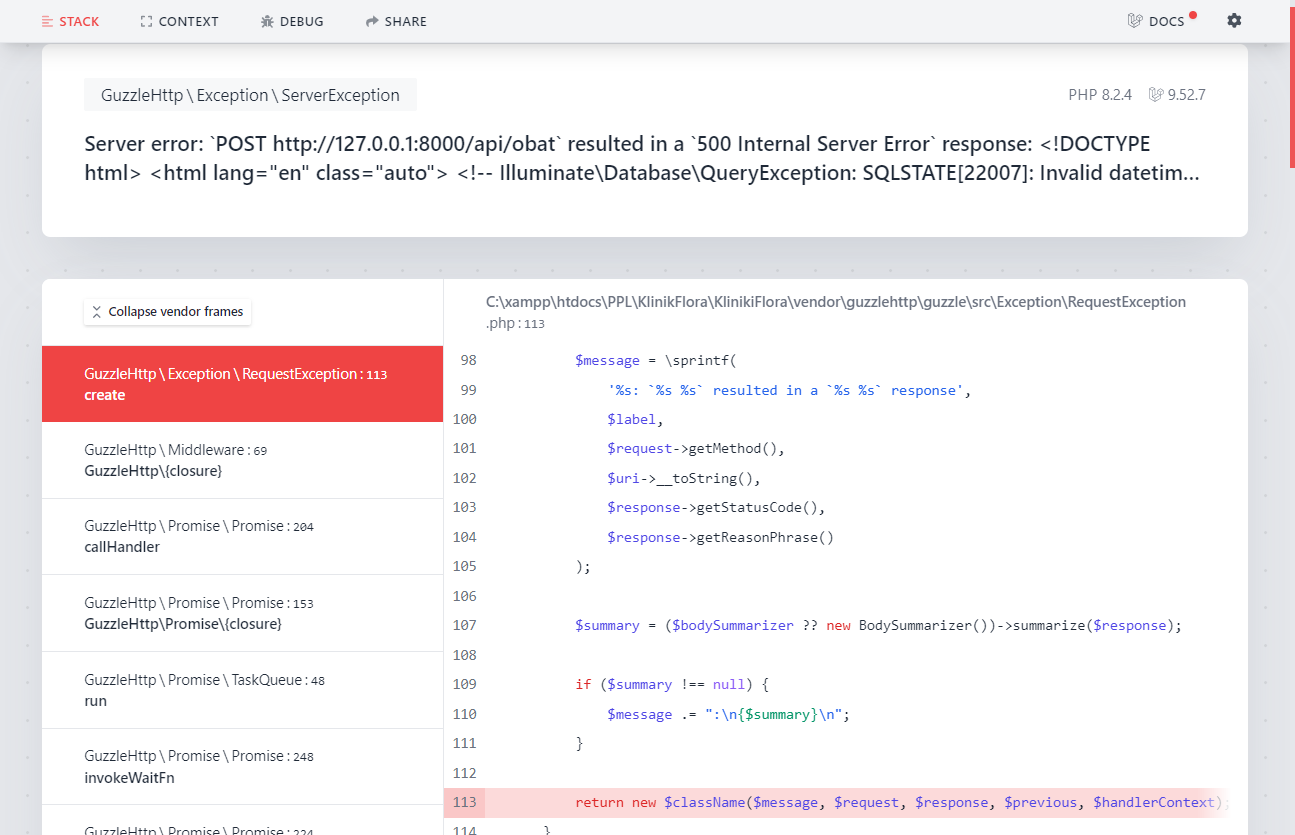 STACK CONTEXT DEBUG SHARE DOCS
GuzzleHttp \ Exception \ ServerException
PHP 8.2.4 9.52.7
Server error: `POST http://127.0.0.1:8000/api/obat` resulted in a `500 Internal Server Error` response: <!DOCTYPE
html> <html lang="en" class="auto"> <!-- Illuminate\Database\QueryException: SQLSTATE[22007]: Invalid datetim...
Collapse vendor frames
GuzzleHttp \ Exception \ RequestException : 113
create
GuzzleHttp \ Middleware : 69
GuzzleHttp\{closure}
GuzzleHttp \ Promise \ Promise : 204
callHandler
GuzzleHttp \ Promise \ Promise : 153
GuzzleHttp\Promise\{closure}
GuzzleHttp \ Promise \ TaskQueue : 48
run
GuzzleHttp \ Promise \ Promise : 248
invokeWaitFn
GuzzleHttp \ Promise \ Promise : 224
C:\xampp\htdocs\PPL\KlinikFlora\KlinikiFlora\vendor\guzzlehttp\guzzle\src\Exception\RequestException
.php : 113
98 $message = \sprintf(
99 '%s: `%s %s` resulted in a `%s %s` response',
100 $label,
101 $request->getMethod(),
102 $uri->__toString(),
103 $response->getStatusCode(),
104 $response->getReasonPhrase()
105 );
106
107 $summary = ($bodySummarizer ?? new BodySummarizer())->summarize($response);
108
109 if ($summary !== null) {
110 $message .= ":\n{$summary}\n";
111 }
112
113 return new $className($message, $request, $response, $previous, $handlerContext);
114 }